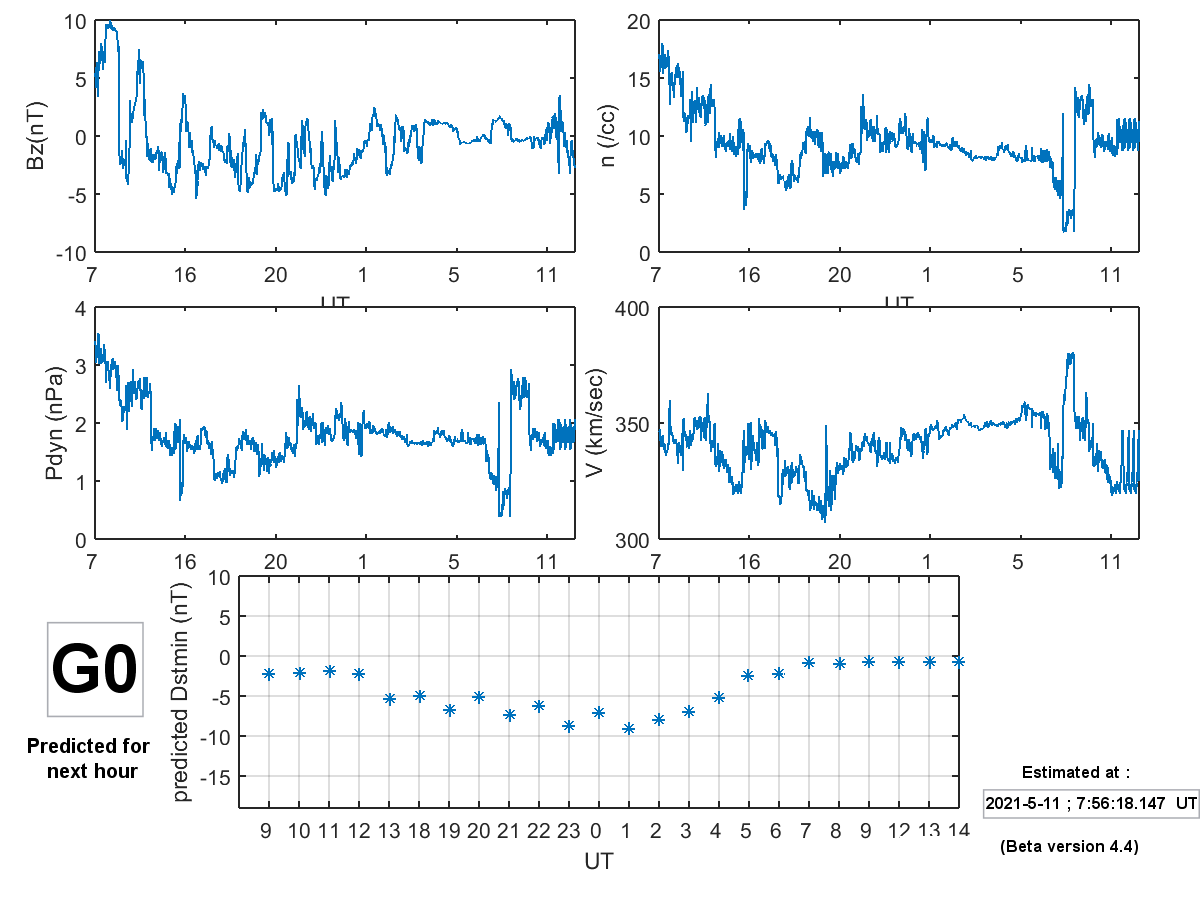 10
5
0
-5
-10
Bz(nT)
7 16 20 1 5 11
UT
20
15
10
5
0
n (/cc)
7 16 20 1 5 11
UT
4
3
2
1
0
Pdyn (nPa)
7 16 20 1 5 11
400
350
300
V (km/sec)
7 16 20 1 5 11
10
5
0
-5
-10
-15
predicted Dstmin (nT)
9 10 11 12 13 18 19 20 21 22 23 0 1 2 3 4 5 6 7 8 9 12 13 14
UT
G0
Predicted for
next hour
Estimated at :
2021-5-11 ; 7:56:18.147 UT
(Beta version 4.4)